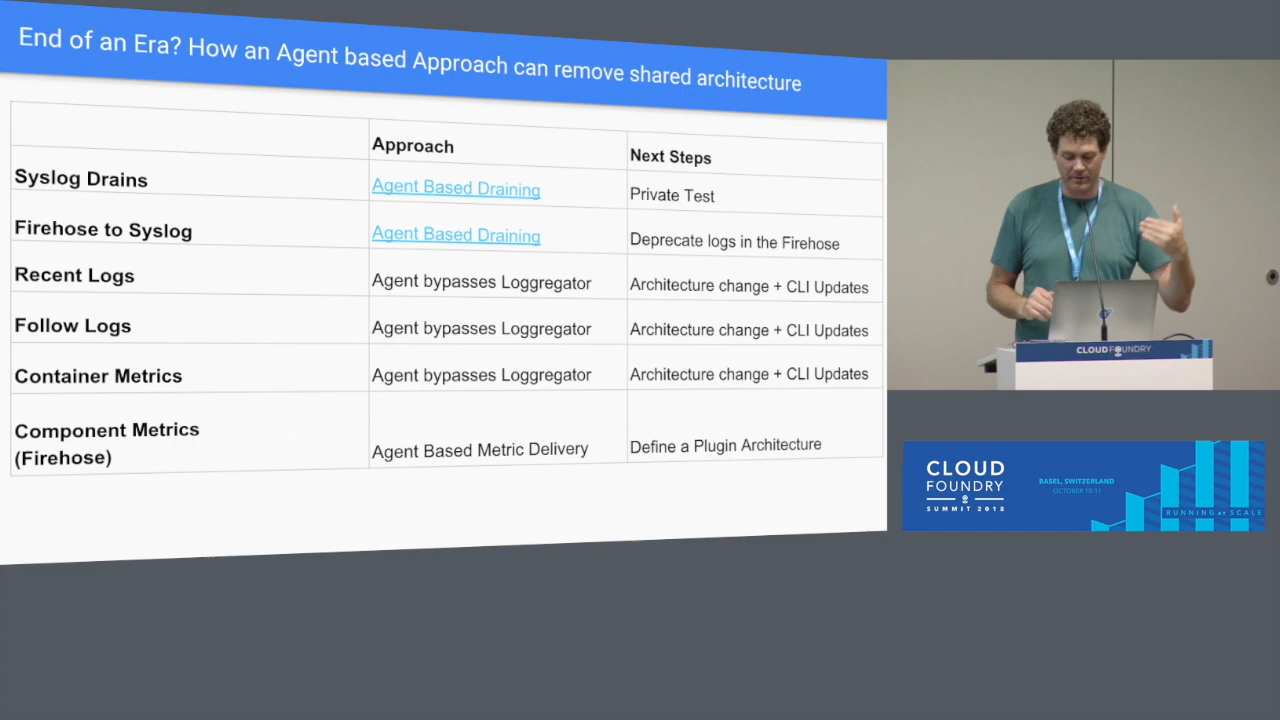 End of an Era? How an Agent based Approach can remove shared architecture
Approach
Next Steps
Syslog Drains
Agent Based Draining
Private Test
Firehose to Syslog
Agent Based Draining
Deprecate logs in the Firehose
Recent Logs
Agent bypasses Loggregator
Architecture change + CLI Updates
Follow Logs
Agent bypasses Loggregator
Architecture change + CLI Updates
Container Metrics
Agent bypasses Loggregator
Architecture change + CLI Updates
Component Metrics
(Firehose)
Agent Based Metric Delivery
Define a Plugin Architecture
CLOUD FOUNDRY
CLOUD
FOUNDRY
SUMMIT 2018
BASEL, SWITZERLAND
OCTOBER 10-11
RUNNING AT SCALE